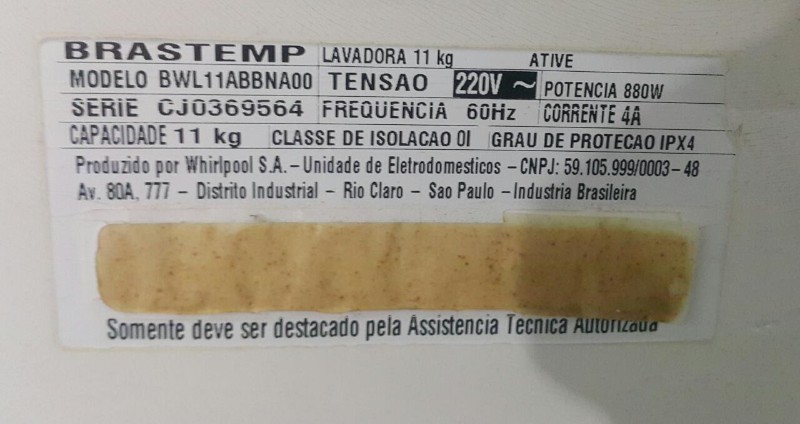 BRASTEMP LAVADORA 11 kg ATIVE
MODELO BWL11ABBNA00 TENSAO 220V ~ POTENCIA 880W
SERIE CJ0369564 FREQUENCIA 60Hz CORRENTE 4A
CAPACIDADE 11 kg CLASSE DE ISOLACAO 0I GRAU DE PROTECAO IPX4
Produzido por Whirlpool S.A. – Unidade de Eletrodomesticos – CNPJ: 59.105.999/0003–48
Av. 80A, 777 – Distrito Industrial – Rio Claro – Sao Paulo – Industria Brasileira
Somente deve ser destacado pela Assistencia Tecnica Autorizada